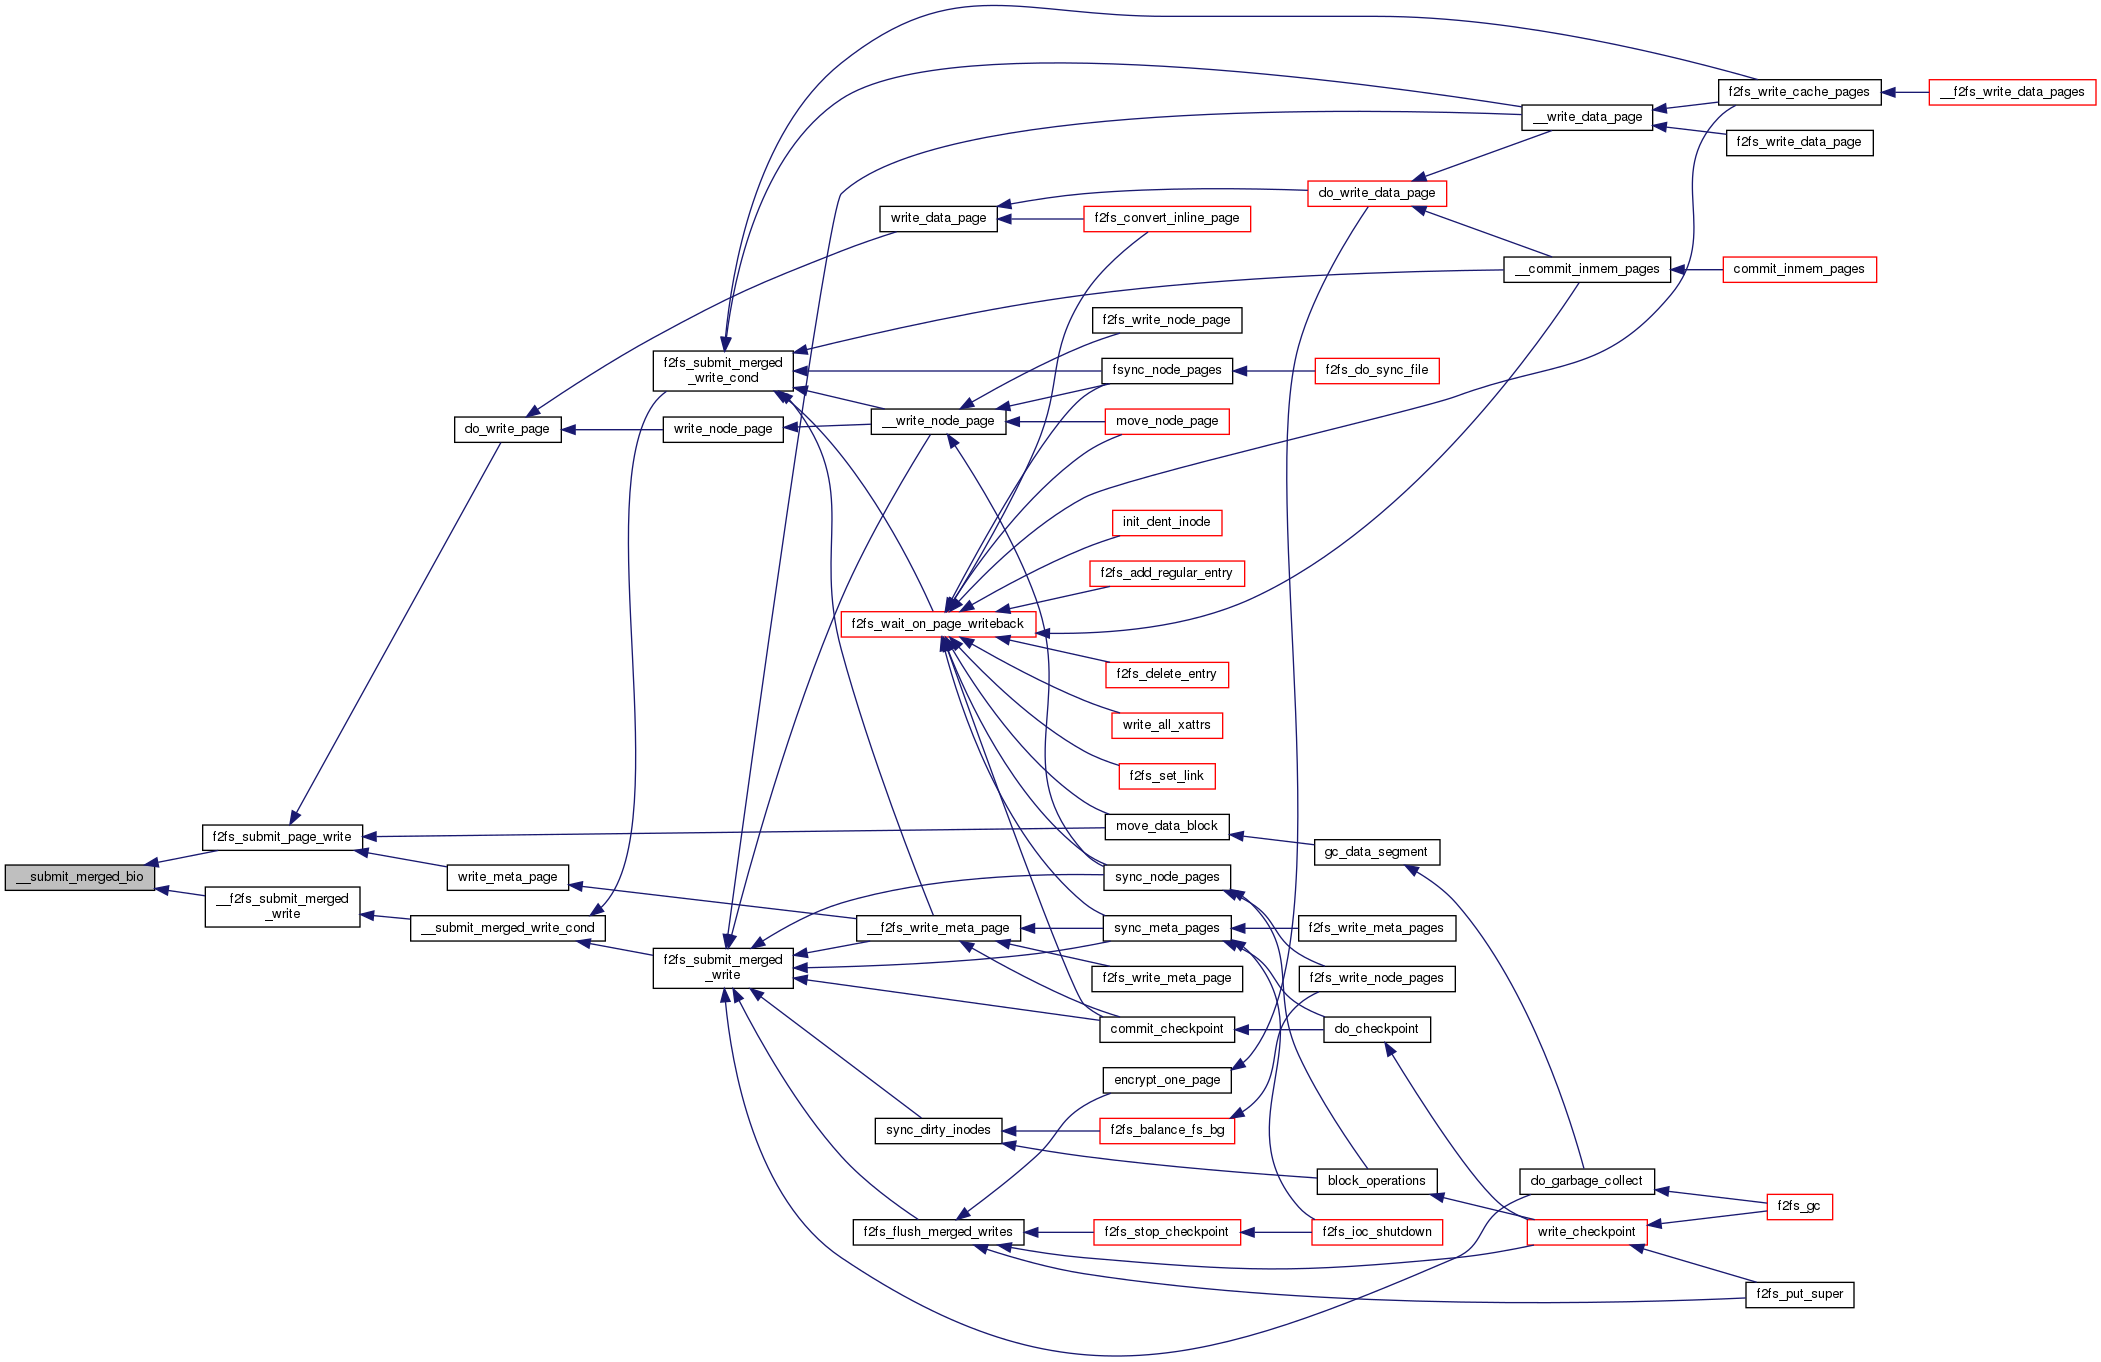 __submit_merged_bio
f2fs_submit_page_write
__f2fs_submit_merged
_write
do_write_page
write_meta_page
__submit_merged_write_cond
f2fs_submit_merged
_write_cond
write_node_page
f2fs_submit_merged
_write
write_data_page
__write_node_page
f2fs_wait_on_page_writeback
__f2fs_write_meta_page
sync_dirty_inodes
f2fs_flush_merged_writes
f2fs_convert_inline_page
f2fs_write_node_page
fsync_node_pages
move_node_page
init_dent_inode
f2fs_add_regular_entry
f2fs_delete_entry
write_all_xattrs
f2fs_set_link
move_data_block
sync_node_pages
sync_meta_pages
f2fs_write_meta_page
commit_checkpoint
encrypt_one_page
f2fs_balance_fs_bg
f2fs_stop_checkpoint
do_write_data_page
f2fs_do_sync_file
gc_data_segment
f2fs_write_meta_pages
f2fs_write_node_pages
do_checkpoint
block_operations
f2fs_ioc_shutdown
__write_data_page
__commit_inmem_pages
do_garbage_collect
write_checkpoint
f2fs_write_cache_pages
f2fs_write_data_page
commit_inmem_pages
f2fs_gc
f2fs_put_super
__f2fs_write_data_pages